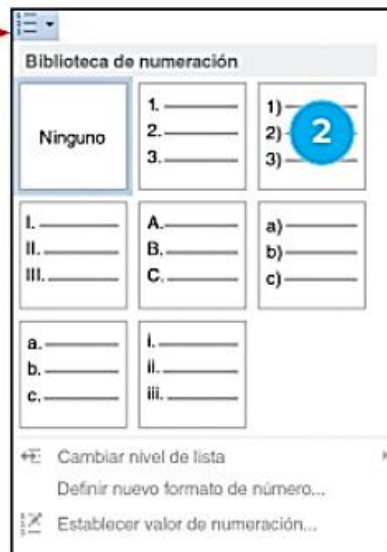 Biblioteca de numeración
Ninguno
1.
2.
3.
1)
2)
3)
2
I.
II.
III.
A.
B.
C.
a)
b)
c)
a.
b.
c.
i.
ii.
iii.
Cambiar nivel de lista
Definir nuevo formato de número...
Establecer valor de numeración...